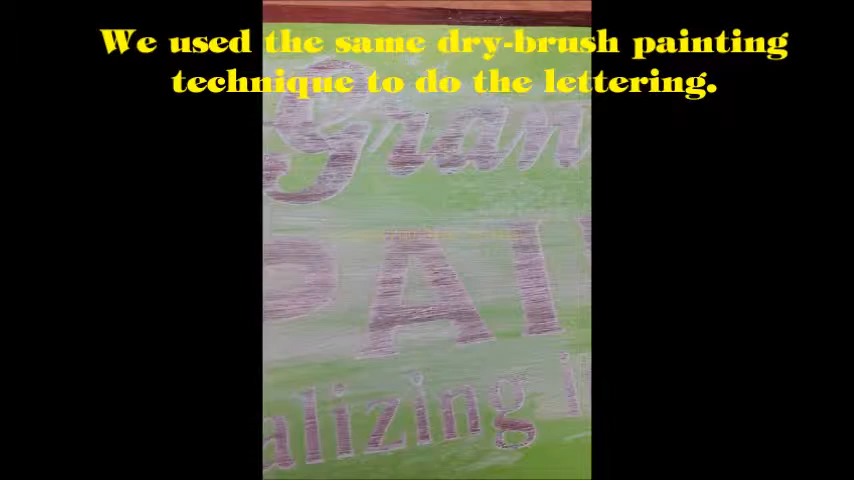 We used the same dry-brush painting
technique to do the lettering.
Gran
PAI
alizing i